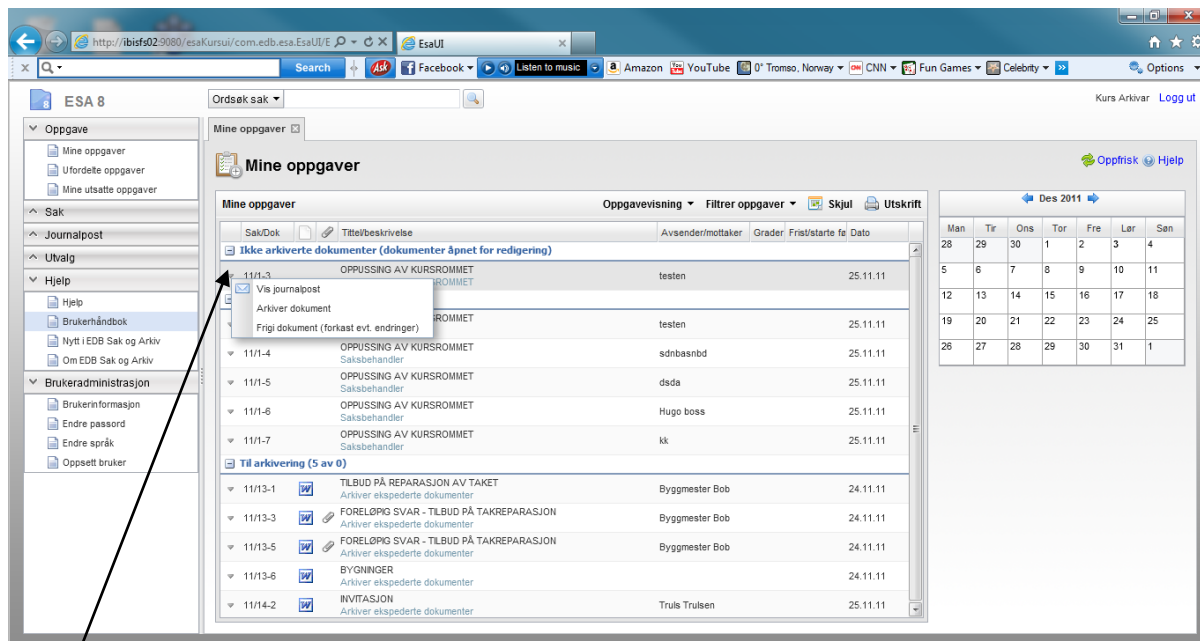 http://ibisfs02:9080/esaKursui/com.edb.esa.EsaUI/E
EsaUI
Search
Ask
Facebook
Listen to music
Amazon
YouTube
0° Tromso, Norway
CNN
Fun Games
Celebrity
Options
ESA 8
Ordsøk sak
Kurs Arkivar Logg ut
Oppgave
Mine oppgaver
Ufordelte oppgaver
Mine utsatte oppgaver
Sak
Journalpost
Utvalg
Hjelp
Hjelp
Brukerhåndbok
Nytt i EDB Sak og Arkiv
Om EDB Sak og Arkiv
Brukeradministrasjon
Brukerinformasjon
Endre passord
Endre språk
Oppsett bruker
Mine oppgaver
Mine oppgaver
Oppfrisk Hjelp
Mine oppgaver Oppgavevisning Filtrer oppgaver Skjul Utskrift
Sak/Dok Tittel/beskrivelse Avsender/mottaker Grader Frist/starte fø Dato
Ikke arkiverte dokumenter (dokumenter åpnet for redigering)
11/1-3 OPPUSSING AV KURSROMMET testen 25.11.11
ROMMET
Vis journalpost
Arkiver dokument
Frigi dokument (forkast evt. endringer)
ROMMET testen 25.11.11
11/1-4 OPPUSSING AV KURSROMMET sdnbasnbd 25.11.11
Saksbehandler
11/1-5 OPPUSSING AV KURSROMMET dsda 25.11.11
Saksbehandler
11/1-6 OPPUSSING AV KURSROMMET Hugo boss 25.11.11
Saksbehandler
11/1-7 OPPUSSING AV KURSROMMET kk 25.11.11
Saksbehandler
Til arkivering (5 av 0)
11/13-1 TILBUD PÅ REPARASJON AV TAKET Byggmester Bob 24.11.11
Arkiver ekspederte dokumenter
11/13-3 FORELØPIG SVAR - TILBUD PÅ TAKREPARASJON Byggmester Bob 24.11.11
Arkiver ekspederte dokumenter
11/13-5 FORELØPIG SVAR - TILBUD PÅ TAKREPARASJON Byggmester Bob 24.11.11
Arkiver ekspederte dokumenter
11/13-6 BYGNINGER 24.11.11
Arkiver ekspederte dokumenter
11/14-2 INVITASJON Truls Trulsen 25.11.11
Arkiver ekspederte dokumenter
Des 2011
Man Tir Ons Tor Fre Lør Søn
28 29 30 1 2 3 4
5 6 7 8 9 10 11
12 13 14 15 16 17 18
19 20 21 22 23 24 25
26 27 28 29 30 31 1